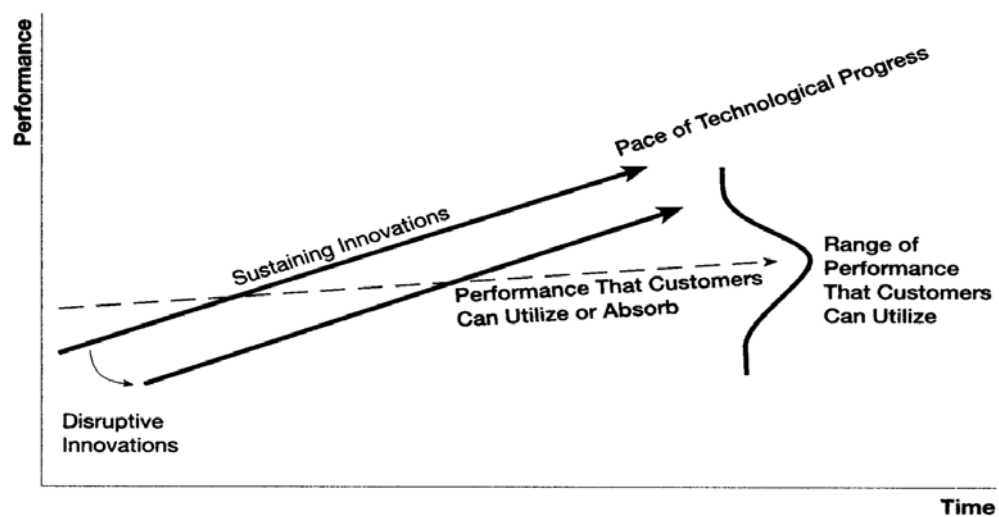 Performance
Pace of Technological Progress
Sustaining Innovations
Range of
Performance
That Customers
Can Utilize
Performance That Customers
Can Utilize or Absorb
Disruptive
Innovations
Time